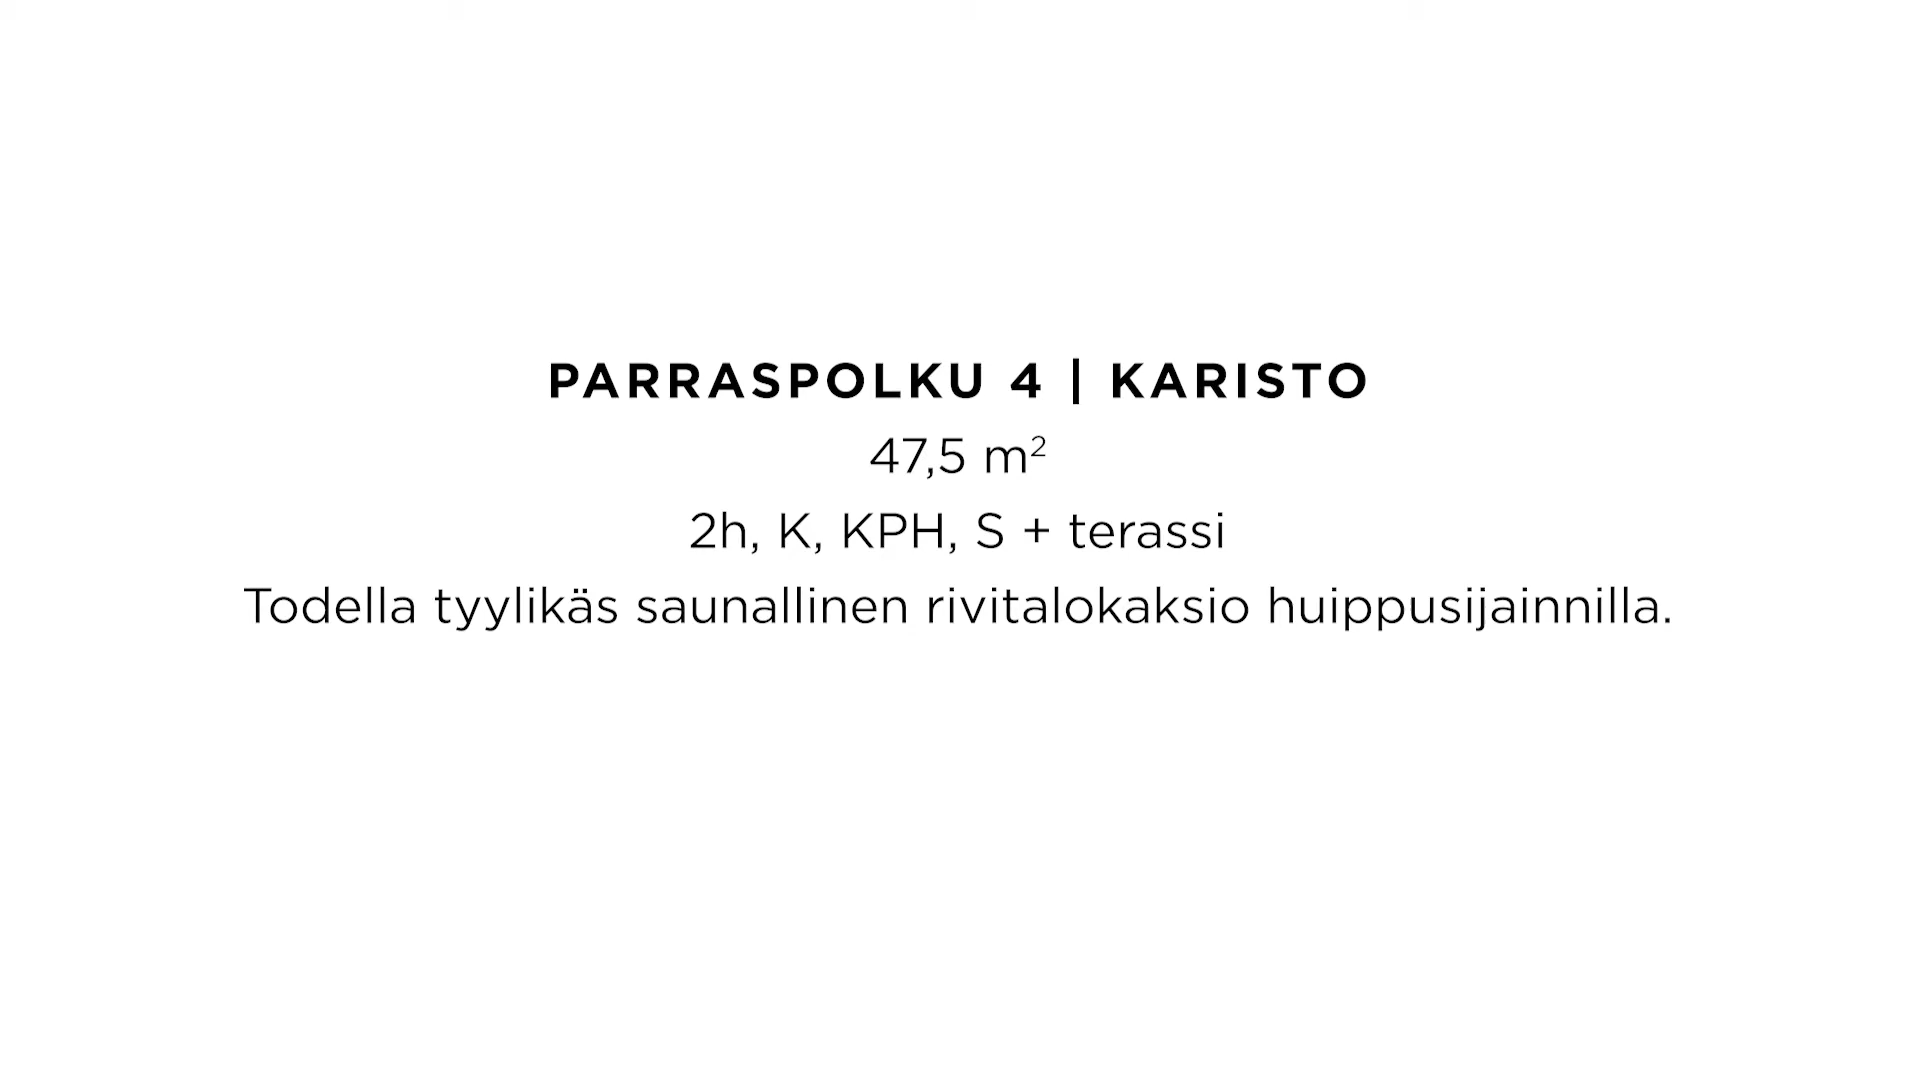 PARRASPOLKU 4 | KARISTO
47,5 m²
2h, K, KPH, S + terassi
Todella tyylikäs saunallinen rivitalokaksio huippusijainnilla.